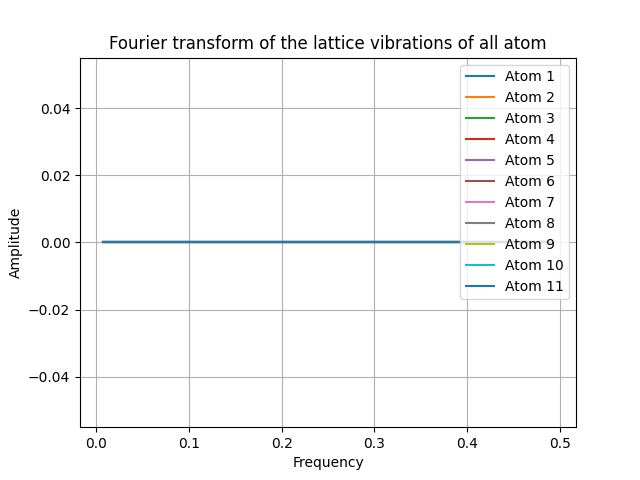 Fourier transform of the lattice vibrations of all atom
Atom 1
Atom 2
Atom 3
Atom 4
Atom 5
Atom 6
Atom 7
Atom 8
Atom 9
Atom 10
Atom 11
0.04
0.02
0.00
−0.02
−0.04
Amplitude
0.0 0.1 0.2 0.3 0.4 0.5
Frequency